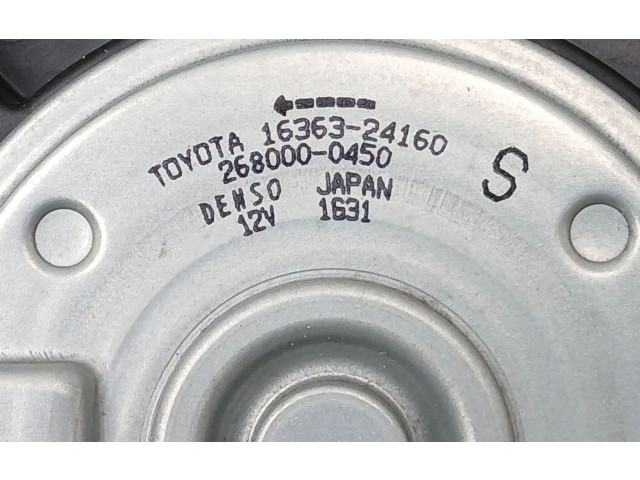 TOYOTA 16363-24160
268000-0450
DENSO JAPAN
12V 1631
S